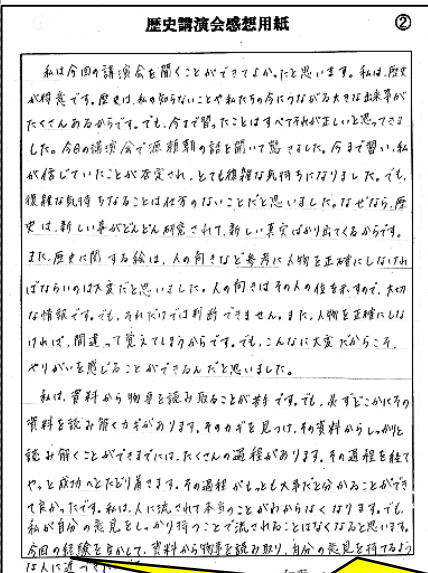 歴史講演会感想用紙
②
私は今回の講演会を聞くことができてよかったと思います。私は、歴史
が得意です。歴史は、私の知らないことや私たちの今につながる大きな出来事が
たくさんあるからです。でも、今まで習ったことはすべてそれが正しいと思ってきま
した。今日の講演会で源頼朝の話を聞いて驚きました。今まで習い、私
が信じていたことが否定され、とても複雑な気持ちになりました。でも、
複雑な気持ちなることは仕方のないことだと思いました。なぜなら、歴
史は、新しい事がどんどん研究されて、新しい真実ばかり出てくるからです。
また、歴史に関する絵は、人の向きなど参考に人物を正確にしなけれ
ばならいのは大変だと思いました。人の向きはその人の位を示すので、大切
な情報です。でも、それだけでは判断できません。また、人物を正確にしな
ければ、間違って覚えてしまうからです。でも、こんなに大変だからこそ、
やりがいを感じることができるんだと思いました。
私は、資料から物事を読み取ることが苦手です。でも、必ずどこかにその
資料を読み解くカギがあります。そのカギを見つけ、その資料からしっかりと
読み解くことができまでには、たくさんの過程があります。その過程を経て
やっと成功へとたどり着きます。その過程がもっとも大事だと分かることができ
て良かったです。私は、人に流されて本当のことがわからなくなります。でも、
私が自分の意見をしっかり持つことで流されることはなくなると思います。
今回の経験を生かして、資料から物事を読み取り、自分の意見を持てるよう
な人に近づき